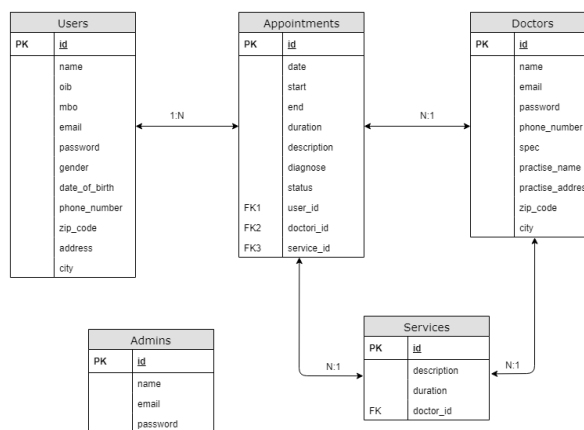 Users
PK id
name
oib
mbo
email
password
gender
date_of_birth
phone_number
zip_code
address
city
1:N
Appointments
PK id
date
start
end
duration
description
diagnose
status
FK1 user_id
FK2 doctori_id
FK3 service_id
N:1
Doctors
PK id
name
email
password
phone_number
spec
practise_name
practise_addres
zip_code
city
Admins
PK id
name
email
password
N:1
Services
PK id
description
duration
FK doctor_id
N:1